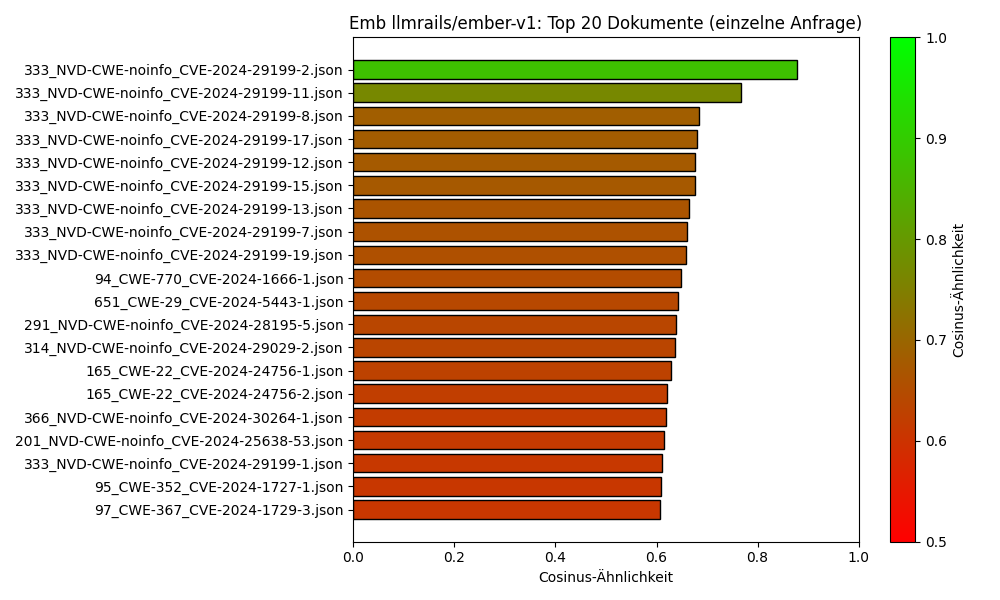 Emb llmrails/ember-v1: Top 20 Dokumente (einzelne Anfrage)
333_NVD-CWE-noinfo_CVE-2024-29199-2.json
333_NVD-CWE-noinfo_CVE-2024-29199-11.json
333_NVD-CWE-noinfo_CVE-2024-29199-8.json
333_NVD-CWE-noinfo_CVE-2024-29199-17.json
333_NVD-CWE-noinfo_CVE-2024-29199-12.json
333_NVD-CWE-noinfo_CVE-2024-29199-15.json
333_NVD-CWE-noinfo_CVE-2024-29199-13.json
333_NVD-CWE-noinfo_CVE-2024-29199-7.json
333_NVD-CWE-noinfo_CVE-2024-29199-19.json
94_CWE-770_CVE-2024-1666-1.json
651_CWE-29_CVE-2024-5443-1.json
291_NVD-CWE-noinfo_CVE-2024-28195-5.json
314_NVD-CWE-noinfo_CVE-2024-29029-2.json
165_CWE-22_CVE-2024-24756-1.json
165_CWE-22_CVE-2024-24756-2.json
366_NVD-CWE-noinfo_CVE-2024-30264-1.json
201_NVD-CWE-noinfo_CVE-2024-25638-53.json
333_NVD-CWE-noinfo_CVE-2024-29199-1.json
95_CWE-352_CVE-2024-1727-1.json
97_CWE-367_CVE-2024-1729-3.json
0.0 0.2 0.4 0.6 0.8 1.0
Cosinus-Ähnlichkeit
1.0
0.9
0.8
0.7
0.6
0.5
Cosinus-Ähnlichkeit